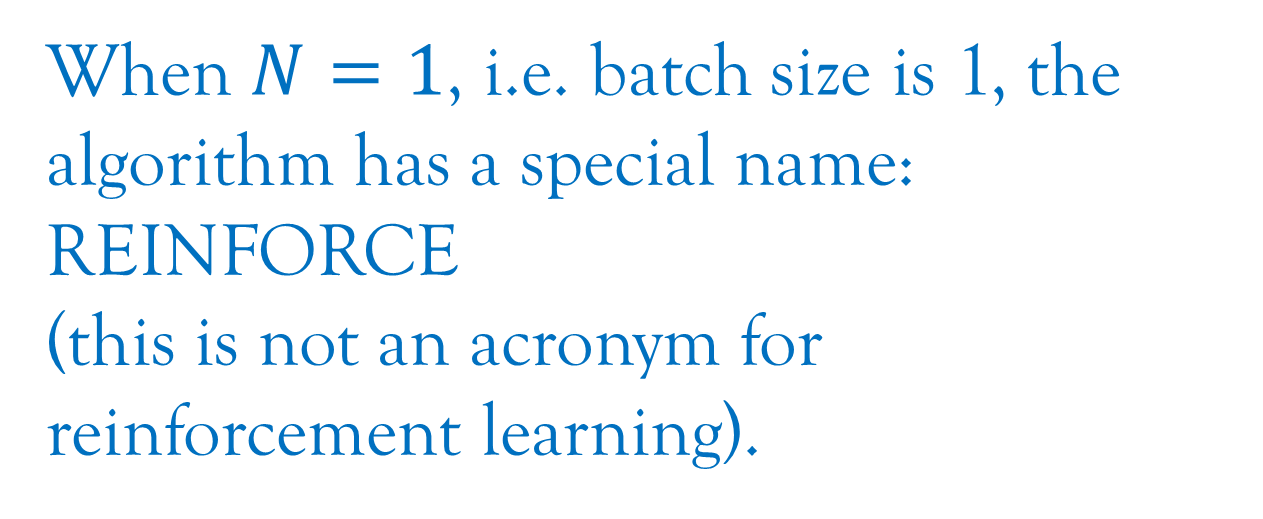 When N = 1, i.e. batch size is 1, the
algorithm has a special name:
REINFORCE
(this is not an acronym for
reinforcement learning).